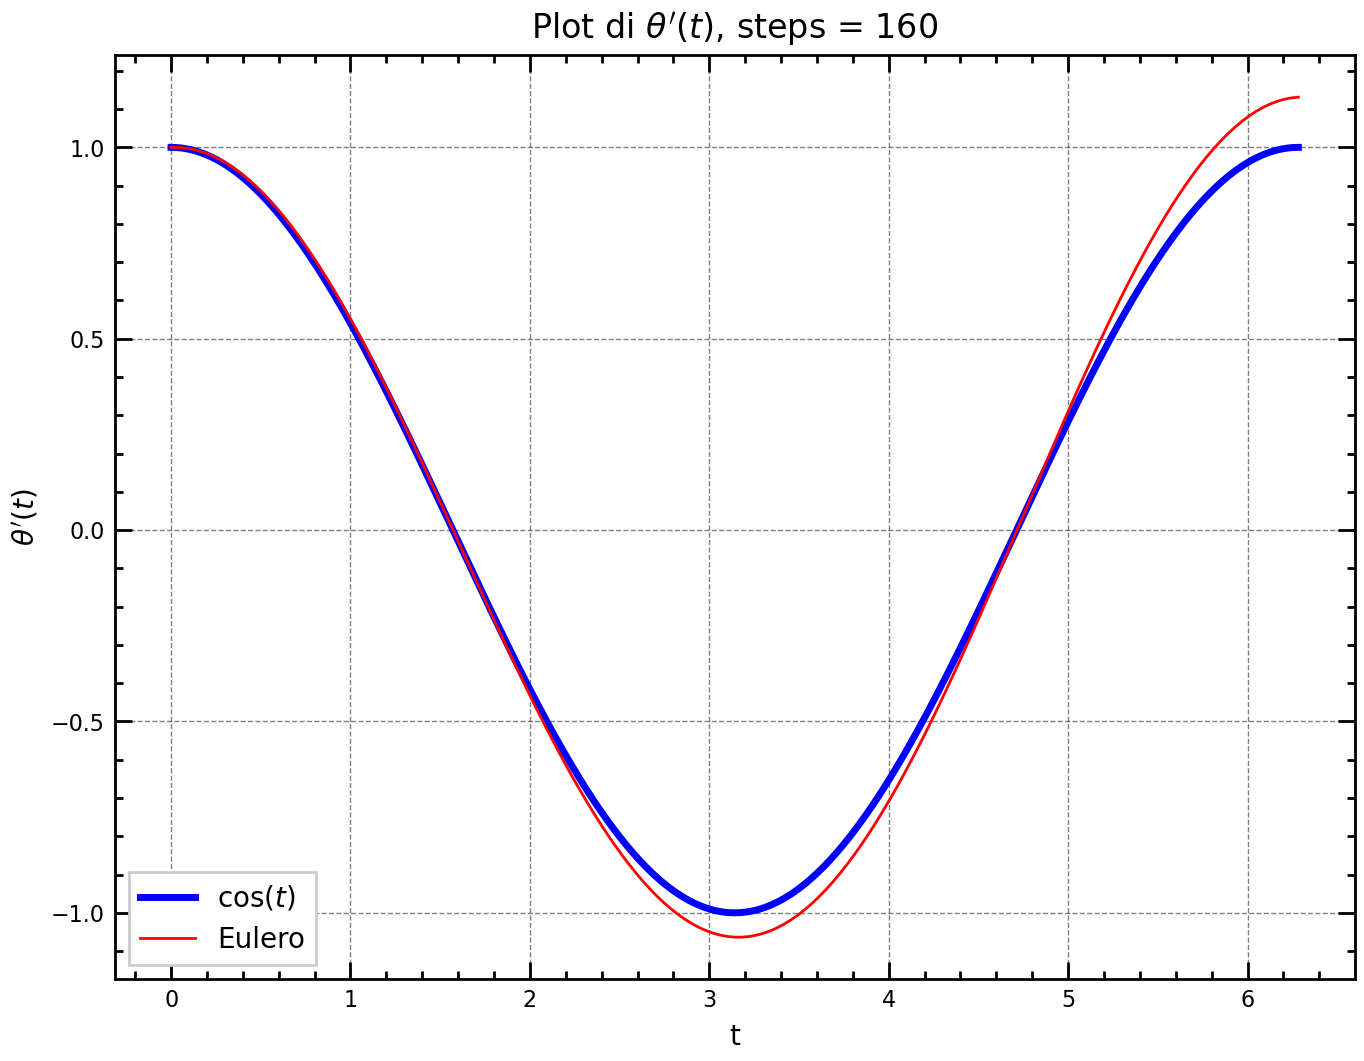 Plot di θ′(t), steps = 160
θ′(t)
1.0
0.5
0.0
−0.5
−1.0
cos(t)
Eulero
0 1 2 3 4 5 6
t